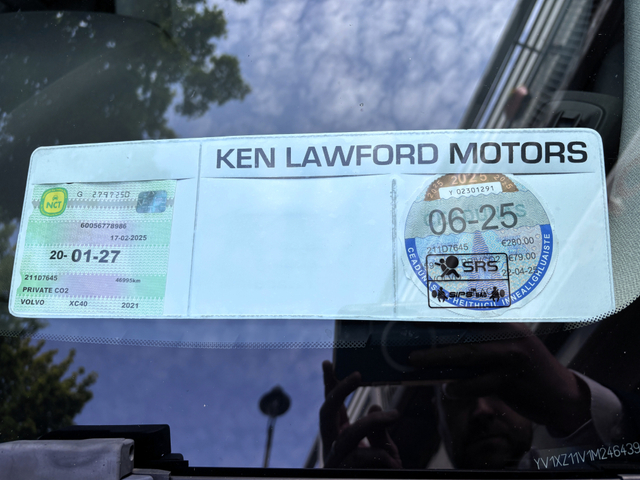 KEN LAWFORD MOTORS
NCT
60056778986
17-02-2025
20- 01-27
211D7645
46995km
PRIVATE CO2
VOLVO XC40 2021
2025
Y 02301291
06-25
211D7645 €280.00
€79.00
SRS
INNEALLGHLUAISTE
YV1XZ11V1M246439